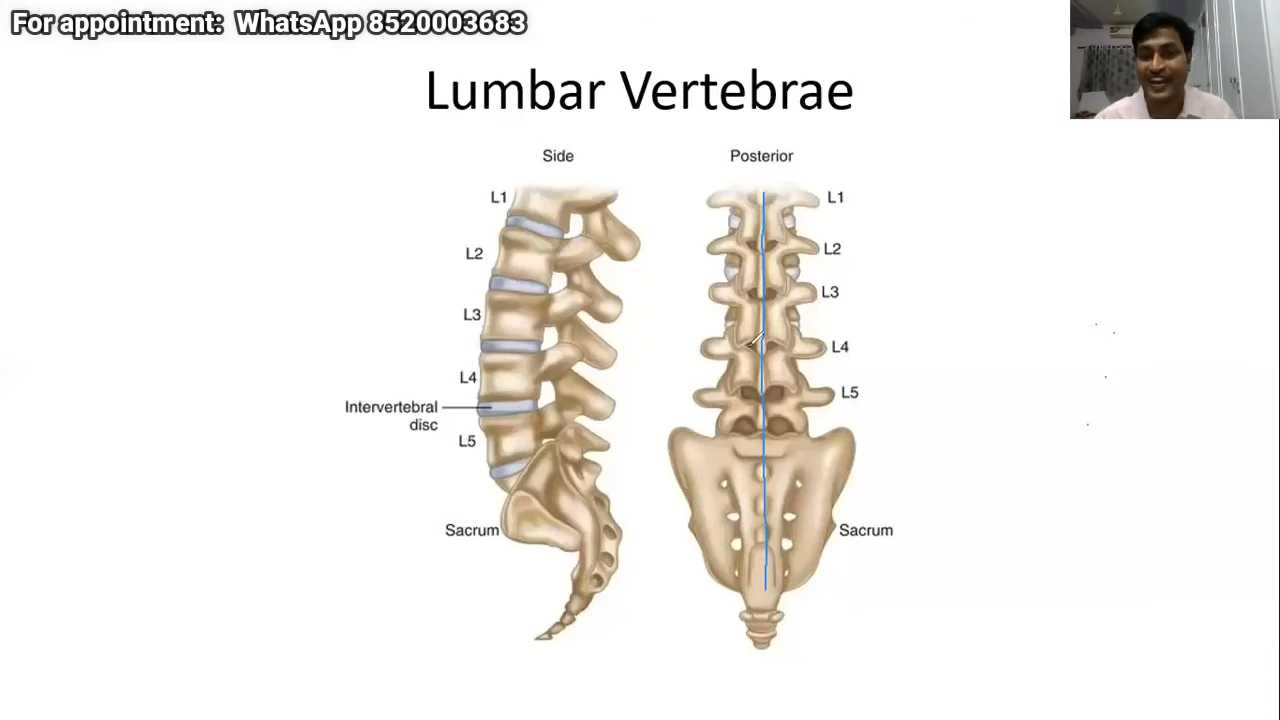 For appointment: WhatsApp 8520003683
Lumbar Vertebrae
Side
Posterior
L1
L2
L3
L4
Intervertebral
disc
L5
Sacrum
L1
L2
L3
L4
L5
Sacrum